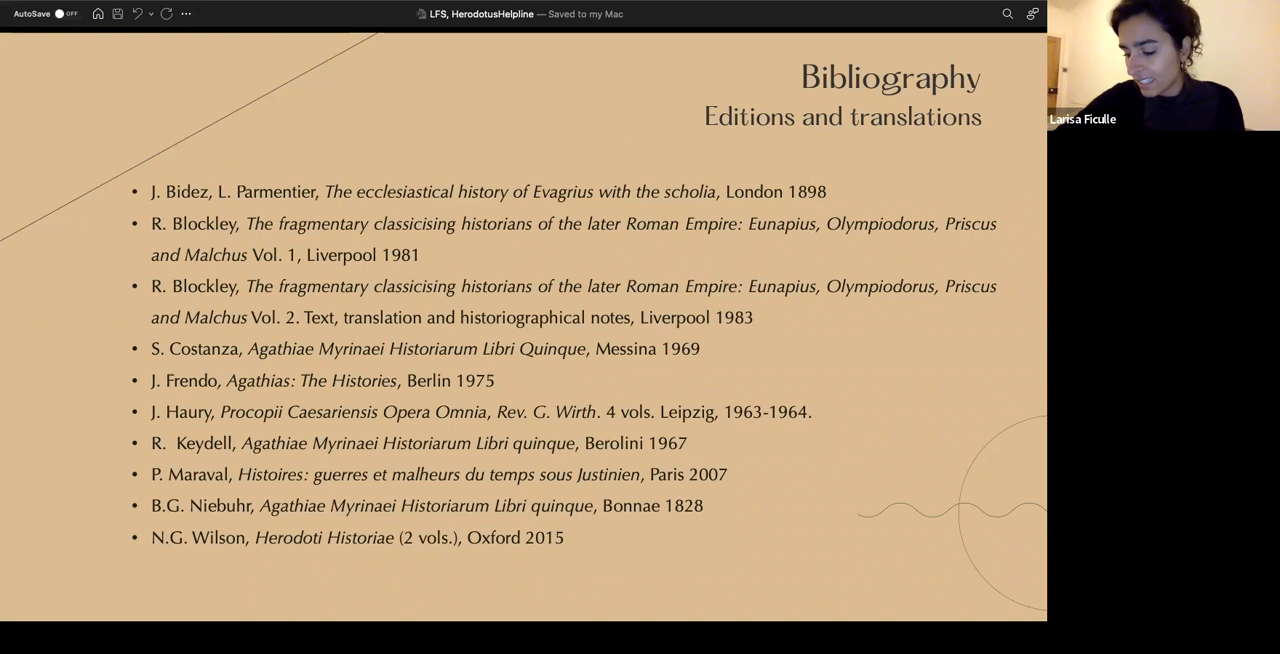 AutoSave OFF
LFS, HerodotusHelpline — Saved to my Mac
Bibliography
Editions and translations
Larisa Ficulle
• J. Bidez, L. Parmentier, The ecclesiastical history of Evagrius with the scholia, London 1898
• R. Blockley, The fragmentary classicising historians of the later Roman Empire: Eunapius, Olympiodorus, Priscus
and Malchus Vol. 1, Liverpool 1981
• R. Blockley, The fragmentary classicising historians of the later Roman Empire: Eunapius, Olympiodorus, Priscus
and Malchus Vol. 2. Text, translation and historiographical notes, Liverpool 1983
• S. Costanza, Agathiae Myrinaei Historiarum Libri Quinque, Messina 1969
• J. Frendo, Agathias: The Histories, Berlin 1975
• J. Haury, Procopii Caesariensis Opera Omnia, Rev. G. Wirth. 4 vols. Leipzig, 1963-1964.
• R. Keydell, Agathiae Myrinaei Historiarum Libri quinque, Berolini 1967
• P. Maraval, Histoires: guerres et malheurs du temps sous Justinien, Paris 2007
• B.G. Niebuhr, Agathiae Myrinaei Historiarum Libri quinque, Bonnae 1828
• N.G. Wilson, Herodoti Historiae (2 vols.), Oxford 2015